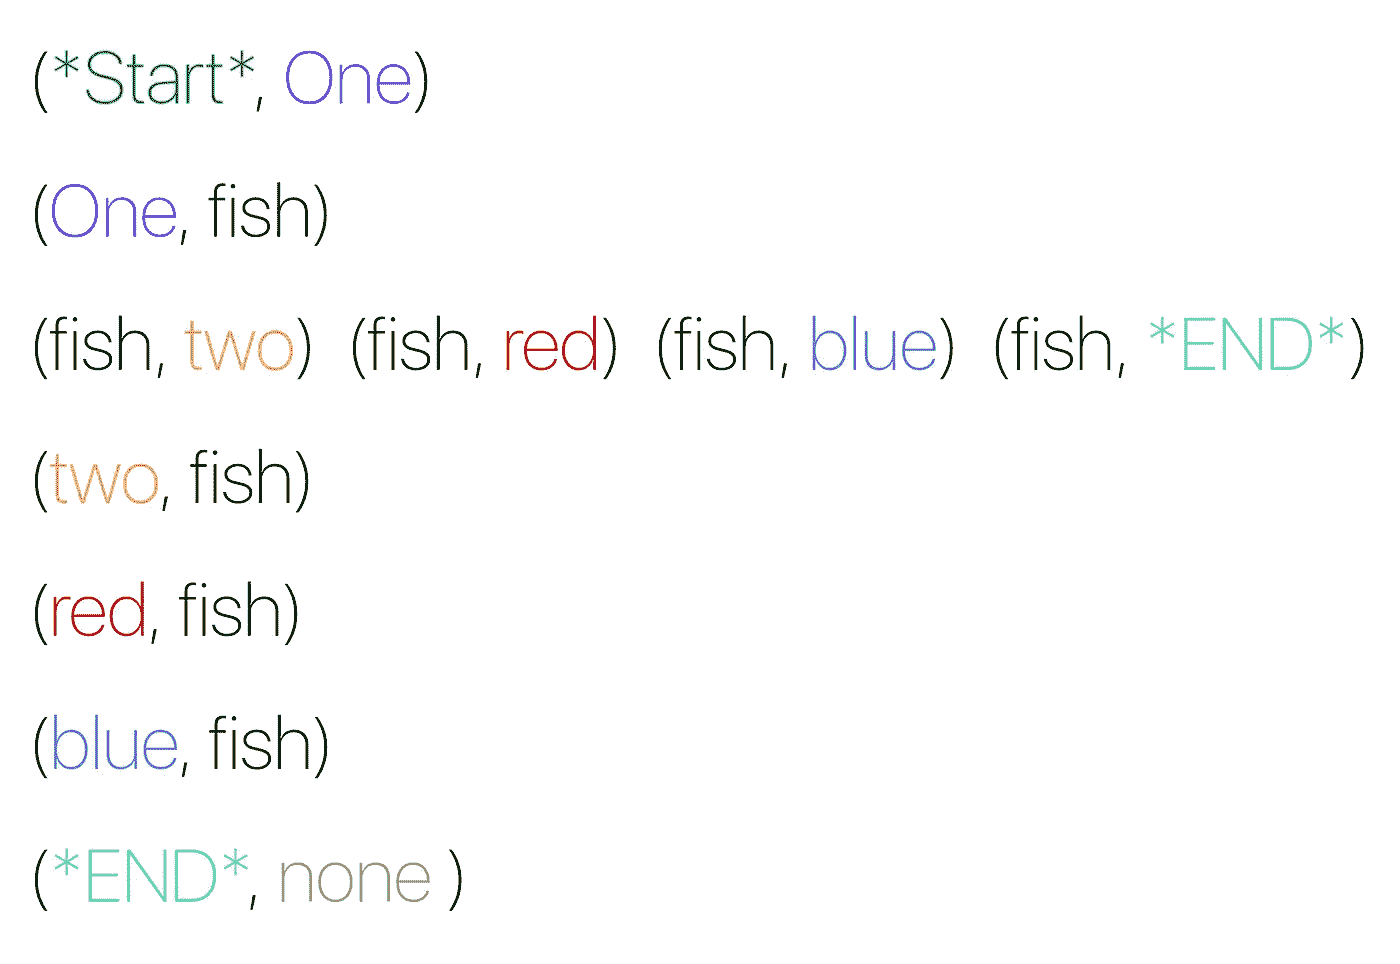 (*Start*, One)
(One, fish)
(fish, two) (fish, red) (fish, blue) (fish, *END*)
(two, fish)
(red, fish)
(blue, fish)
(*END*, none )